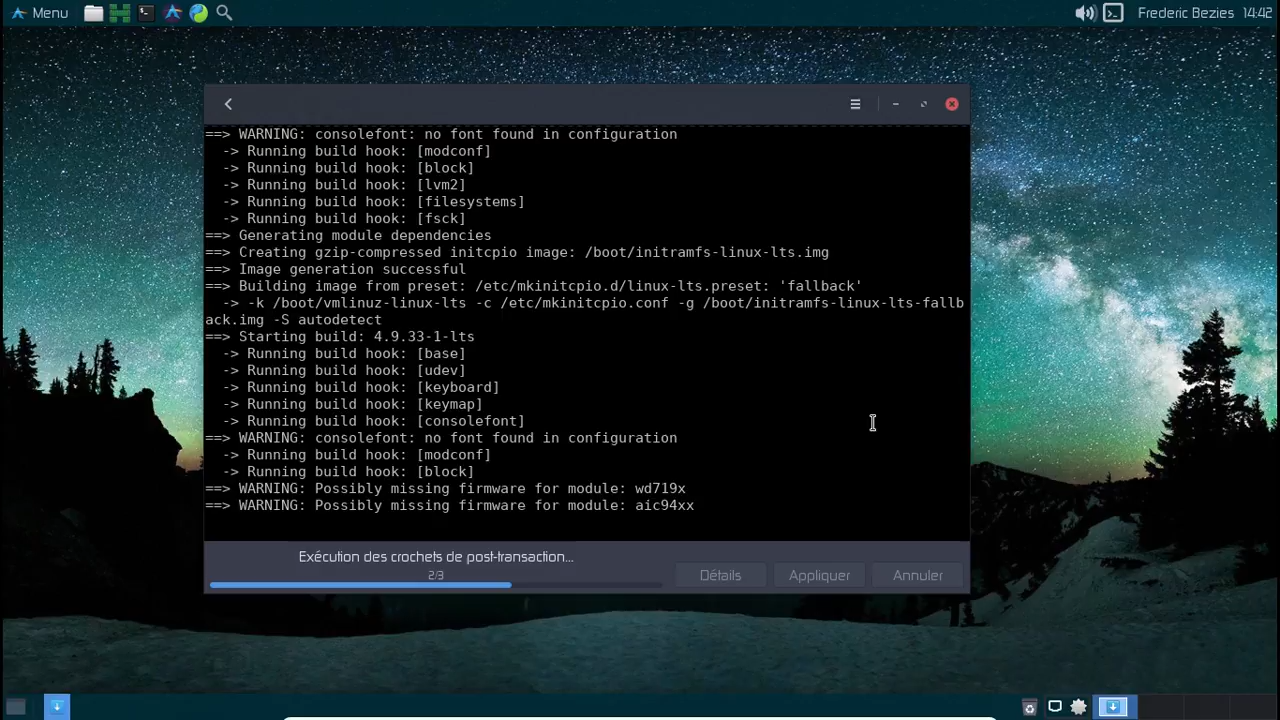 Menu
Frederic Bezies 14:42
==> WARNING: consolefont: no font found in configuration
-> Running build hook: [modconf]
-> Running build hook: [block]
-> Running build hook: [lvm2]
-> Running build hook: [filesystems]
-> Running build hook: [fsck]
==> Generating module dependencies
==> Creating gzip-compressed initcpio image: /boot/initramfs-linux-lts.img
==> Image generation successful
==> Building image from preset: /etc/mkinitcpio.d/linux-lts.preset: 'fallback'
-> -k /boot/vmlinuz-linux-lts -c /etc/mkinitcpio.conf -g /boot/initramfs-linux-lts-fallb
ack.img -S autodetect
==> Starting build: 4.9.33-1-lts
-> Running build hook: [base]
-> Running build hook: [udev]
-> Running build hook: [keyboard]
-> Running build hook: [keymap]
-> Running build hook: [consolefont]
==> WARNING: consolefont: no font found in configuration
-> Running build hook: [modconf]
-> Running build hook: [block]
==> WARNING: Possibly missing firmware for module: wd719x
==> WARNING: Possibly missing firmware for module: aic94xx
Exécution des crochets de post-transaction...
2/3
Détails Appliquer Annuler